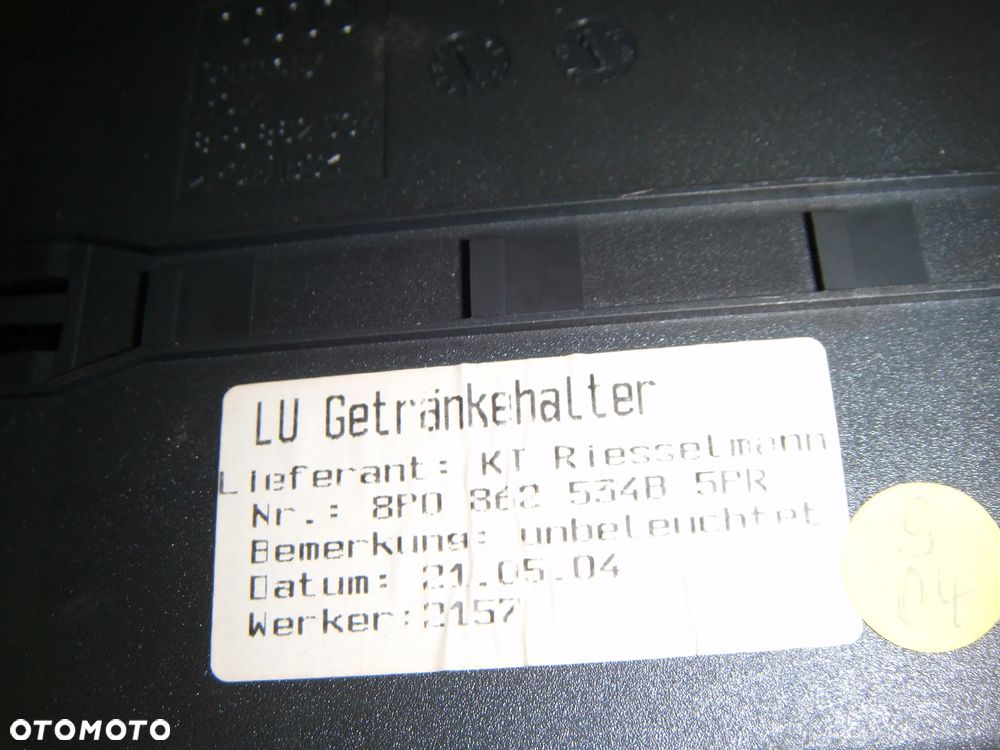 LU Getränkehalter
Lieferant: KT Riesselmann
Nr.: 8P0 862 534B 5PR
Bemerkung: unbeleuchtet
Datum: 21.05.04
Werker:2157
04
OTOMOTO